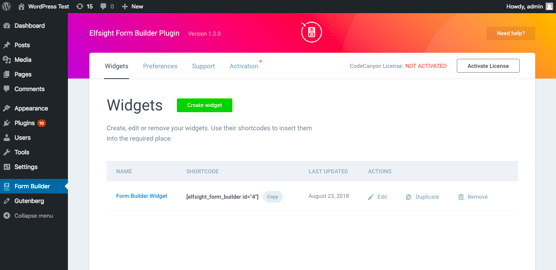 WordPress Test 15 0 + New Howdy, admin
Dashboard
Posts
Media
Pages
Comments
Appearance
Plugins 10
Users
Tools
Settings
Form Builder
Gutenberg
Collapse menu
Elfsight Form Builder Plugin Version 1.0.0
Need help?
Widgets Preferences Support Activation
CodeCanyon License: NOT ACTIVATED Activate License
Widgets Create widget
Create, edit or remove your widgets. Use their shortcodes to insert them
into the required place.
NAME SHORTCODE LAST UPDATED ACTIONS
Form Builder Widget [elfsight_form_builder id="4"] Copy August 23, 2018 Edit Duplicate Remove